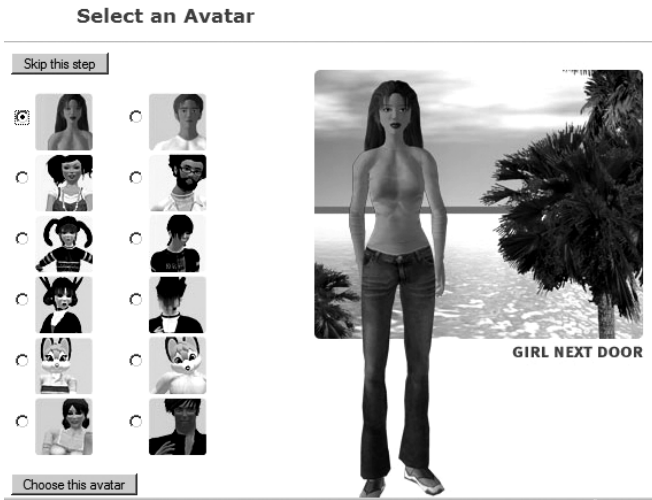 Select an Avatar
Skip this step
GIRL NEXT DOOR
Choose this avatar